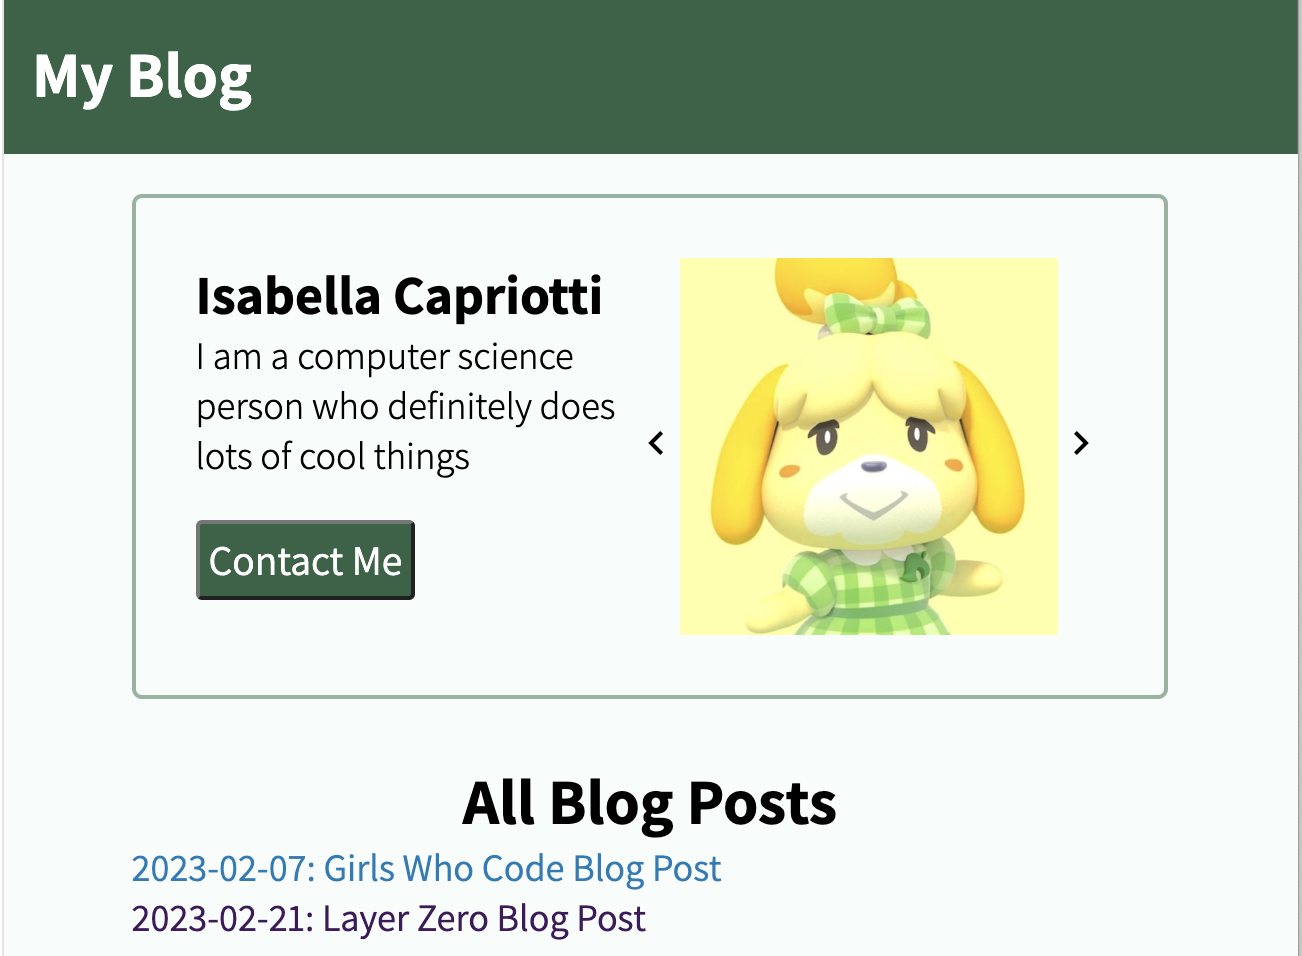 My Blog
Isabella Capriotti
I am a computer science
person who definitely does
lots of cool things
Contact Me
All Blog Posts
2023-02-07: Girls Who Code Blog Post
2023-02-21: Layer Zero Blog Post